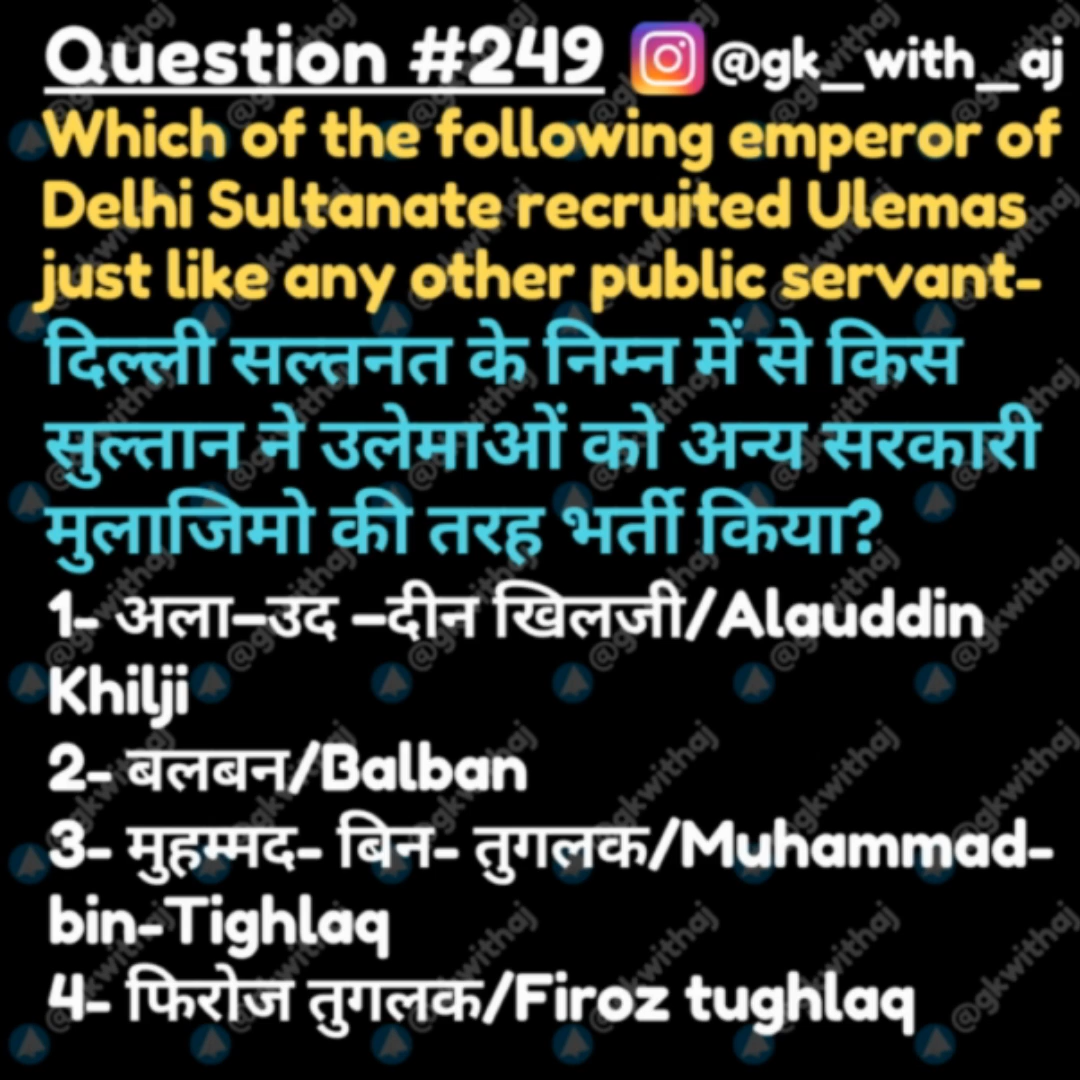 Question #249 @gk_with_aj
Which of the following emperor of
Delhi Sultanate recruited Ulemas
just like any other public servant-
दिल्ली सल्तनत के निम्न में से किस
सुल्तान ने उलेमाओं को अन्य सरकारी
मुलाजिमो की तरह भर्ती किया?
1- अला–उद –दीन खिलजी/Alauddin
Khilji
2- बलबन/Balban
3- मुहम्मद- बिन- तुगलक/Muhammad-
bin-Tighlaq
4- फिरोज तुगलक/Firoz tughlaq
@gkwithaj